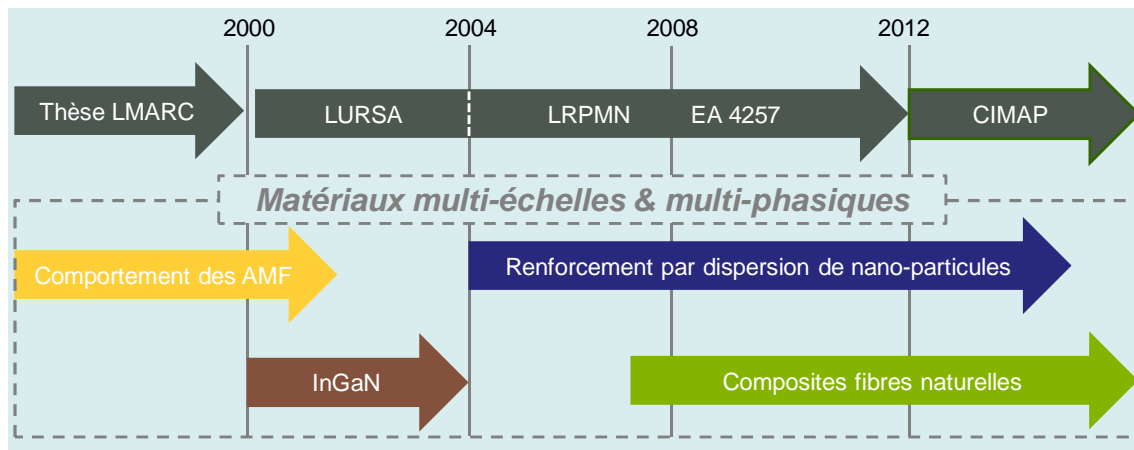 2000 2004 2008 2012
Thèse LMARC LURSA LRPMN EA 4257 CIMAP
Matériaux multi-échelles & multi-phasiques
Comportement des AMF Renforcement par dispersion de nano-particules
InGaN Composites fibres naturelles